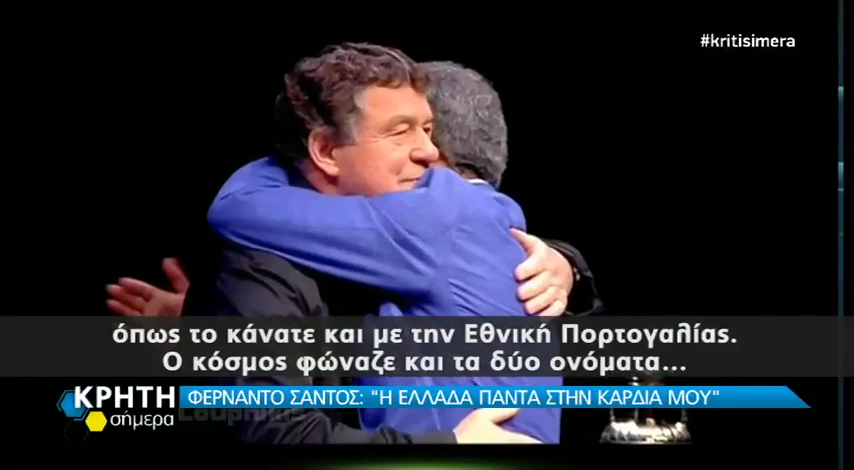 #kritisimera
όπως το κάνατε και με την Εθνική Πορτογαλίας.
Ο κόσμος φώναζε και τα δύο ονόματα...
ΚΡΗΤΗ
σήμερα
ΦΕΡΝΑΝΤΟ ΣΑΝΤΟΣ: "Η ΕΛΛΑΔΑ ΠΑΝΤΑ ΣΤΗΝ ΚΑΡΔΙΑ ΜΟΥ"